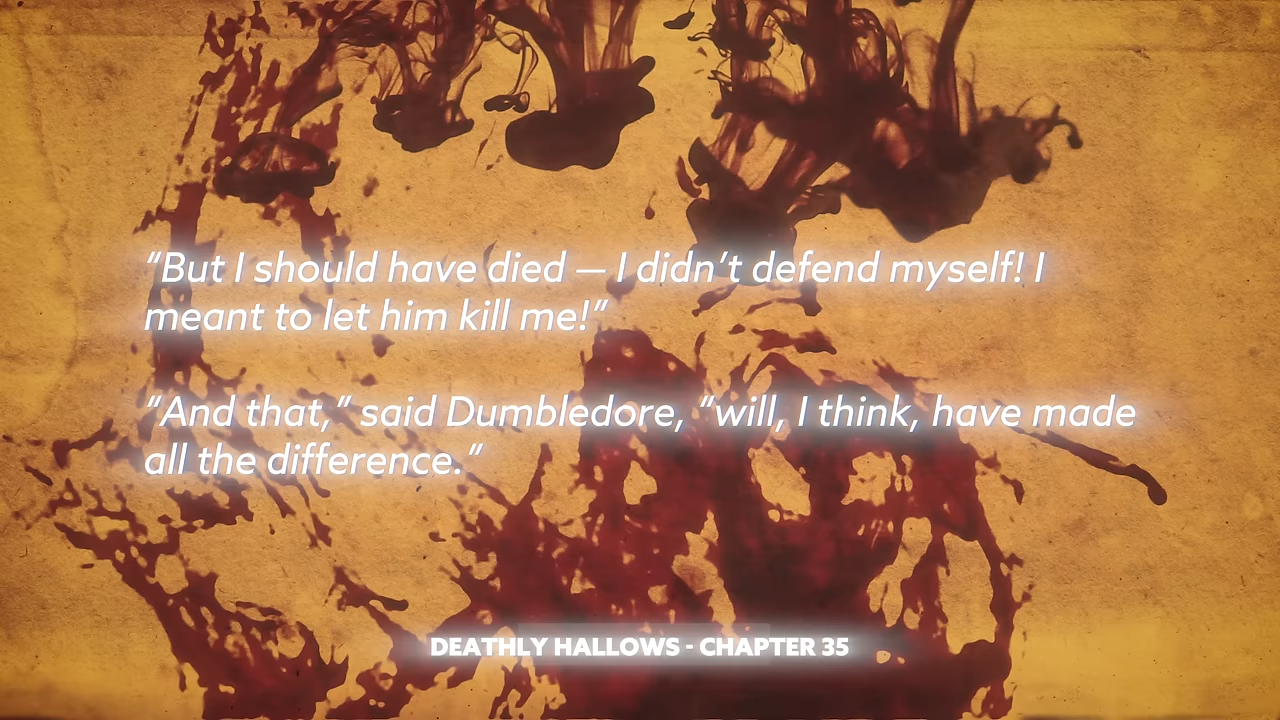 “But I should have died — I didn’t defend myself! I
meant to let him kill me!”
“And that,” said Dumbledore, “will, I think, have made
all the difference.”
DEATHLY HALLOWS - CHAPTER 35